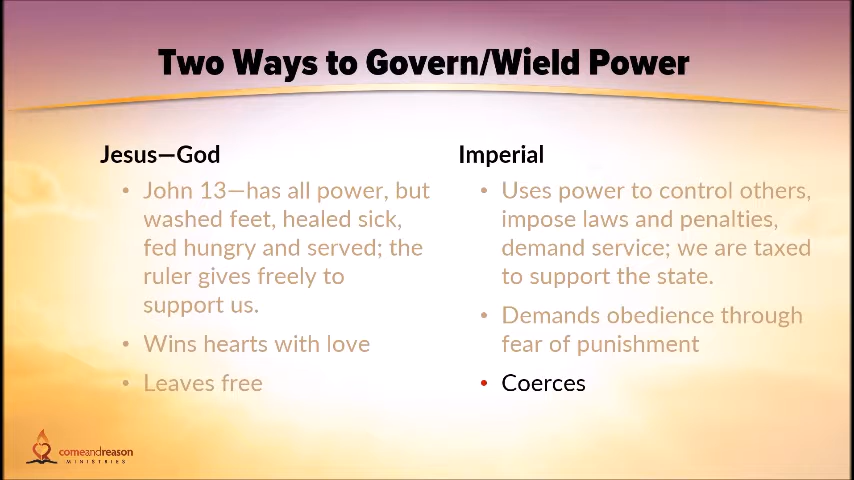 Two Ways to Govern/Wield Power
Jesus—God
• John 13—has all power, but
washed feet, healed sick,
fed hungry and served; the
ruler gives freely to
support us.
• Wins hearts with love
• Leaves free
Imperial
• Uses power to control others,
impose laws and penalties,
demand service; we are taxed
to support the state.
• Demands obedience through
fear of punishment
• Coerces
comeandreason
MINISTRIES